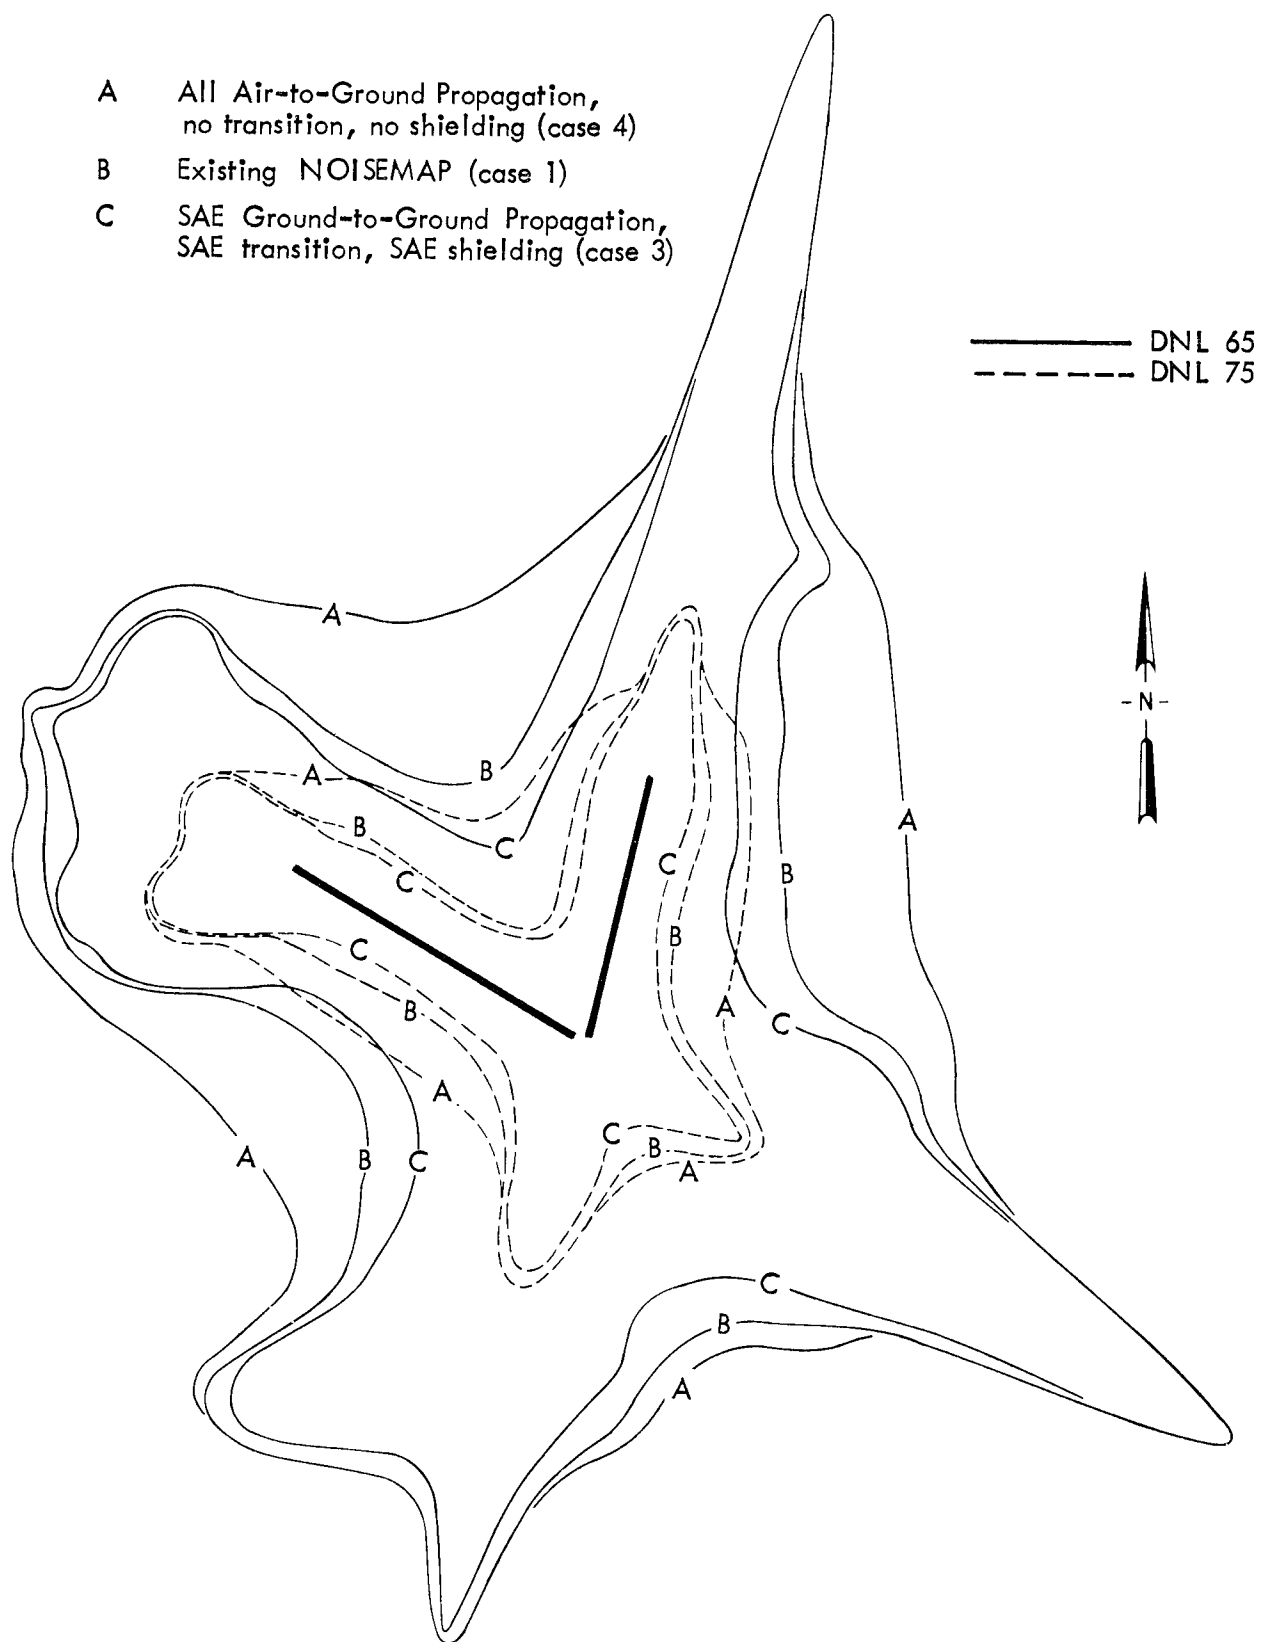 A All Air-to-Ground Propagation,
no transition, no shielding (case 4)
B Existing NOISEMAP (case 1)
C SAE Ground-to-Ground Propagation,
SAE transition, SAE shielding (case 3)
DNL 65
DNL 75
A
-N-
B
A
A
B
C
B
C
C
B
A
C
B
C
B
A
C
A
C
B
A
A
B
C
C
B
A